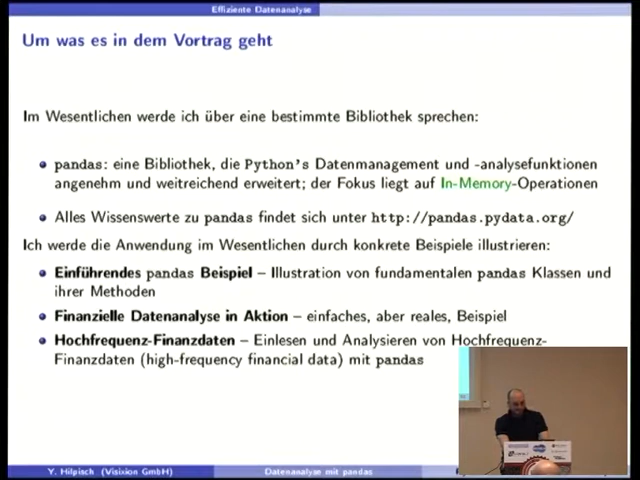 Effiziente Datenanalyse
Um was es in dem Vortrag geht
Im Wesentlichen werde ich über eine bestimmte Bibliothek sprechen:
pandas: eine Bibliothek, die Python's Datenmanagement und -analysefunktionen
angenehm und weitreichend erweitert; der Fokus liegt auf In-Memory-Operationen
Alles Wissenswerte zu pandas findet sich unter http://pandas.pydata.org/
Ich werde die Anwendung im Wesentlichen durch konkrete Beispiele illustrieren:
Einführendes pandas Beispiel – Illustration von fundamentalen pandas Klassen und
ihrer Methoden
Finanzielle Datenanalyse in Aktion – einfaches, aber reales, Beispiel
Hochfrequenz-Finanzdaten – Einlesen und Analysieren von Hochfrequenz-
Finanzdaten (high-frequency financial data) mit pandas
Y. Hilpisch (Visixion GmbH)
Datenanalyse mit pandas